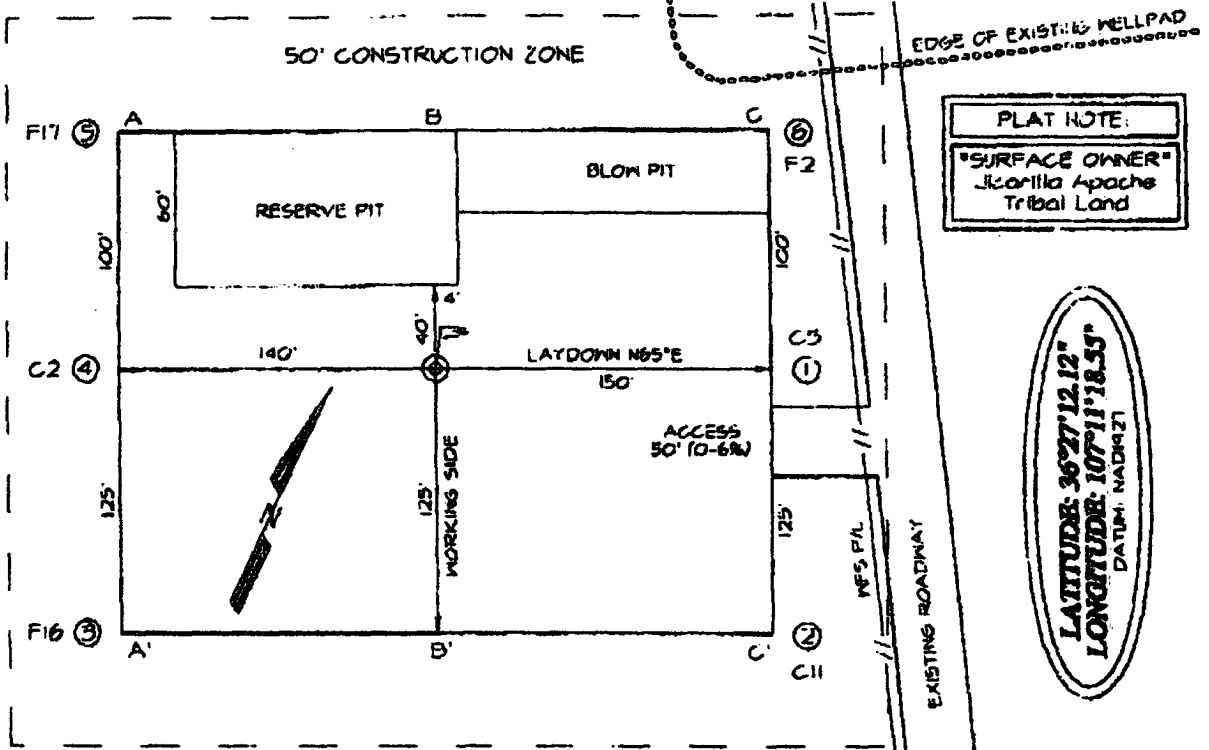 EDGE OF EXISTING WELLPAD
50' CONSTRUCTION ZONE
A
B
C
F17 ⑤
⑥
F2
PLAT NOTE:
"SURFACE OWNER"
Jicarilla Apache
Tribal Land
BLOW PIT
RESERVE PIT
60'
100'
100'
4'
40'
C3
C2 ④
140'
LAYDOWN N65°E
150'
①
ACCESS
50' (0-6%)
125'
125'
WORKING SIDE
125'
N
WFS P/L
EXISTING ROADWAY
F16 ③
A'
B'
C'
②
C11
LATITUDE: 36°27'12.12"
LONGITUDE: 107°11'18.55"
DATUM: NAD1927